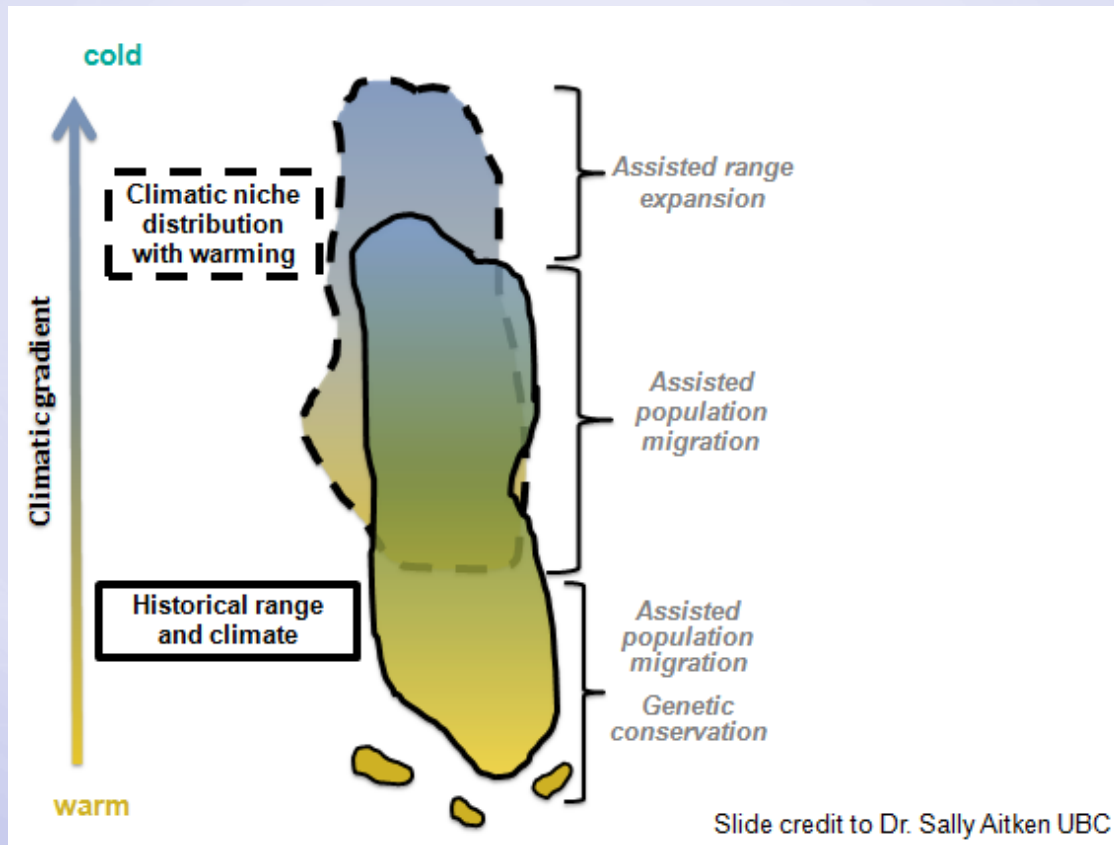 cold
Climatic niche
distribution
with warming
Assisted range
expansion
Climatic gradient
Assisted
population
migration
Historical range
and climate
Assisted
population
migration
Genetic
conservation
warm
Slide credit to Dr. Sally Aitken UBC